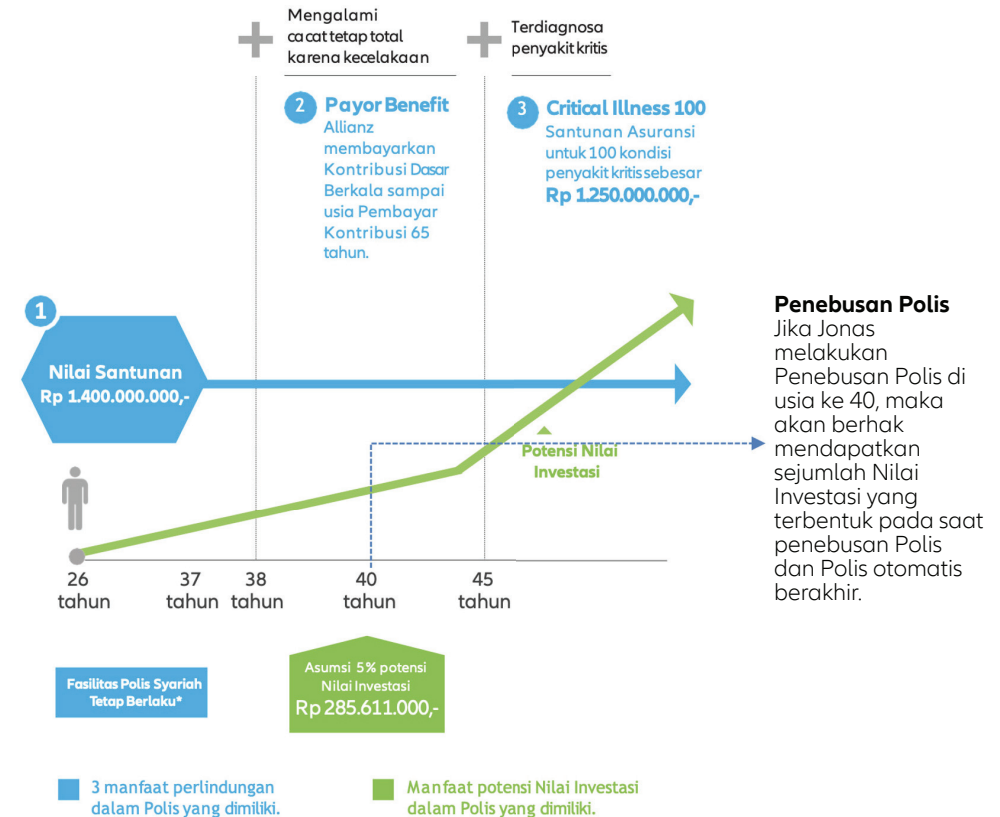 Mengalami
cacat tetap total
karena kecelakaan
Terdiagnosa
penyakit kritis
2 Payor Benefit
Allianz
membayarkan
Kontribusi Dasar
Berkala sampai
usia Pembayar
Kontribusi 65
tahun.
3 Critical Illness 100
Santunan Asuransi
untuk 100 kondisi
penyakit kritis sebesar
Rp 1.250.000.000,-
1
Nilai Santunan
Rp 1.400.000.000,-
Potensi Nilai
Investasi
Penebusan Polis
Jika Jonas
melakukan
Penebusan Polis di
usia ke 40, maka
akan berhak
mendapatkan
sejumlah Nilai
Investasi yang
terbentuk pada saat
penebusan Polis
dan Polis otomatis
berakhir.
26 37 38 40 45
tahun tahun tahun tahun tahun
Fasilitas Polis Syariah
Tetap Berlaku*
Asumsi 5% potensi
Nilai Investasi
Rp 285.611.000,-
3 manfaat perlindungan
dalam Polis yang dimiliki.
Manfaat potensi Nilai Investasi
dalam Polis yang dimiliki.